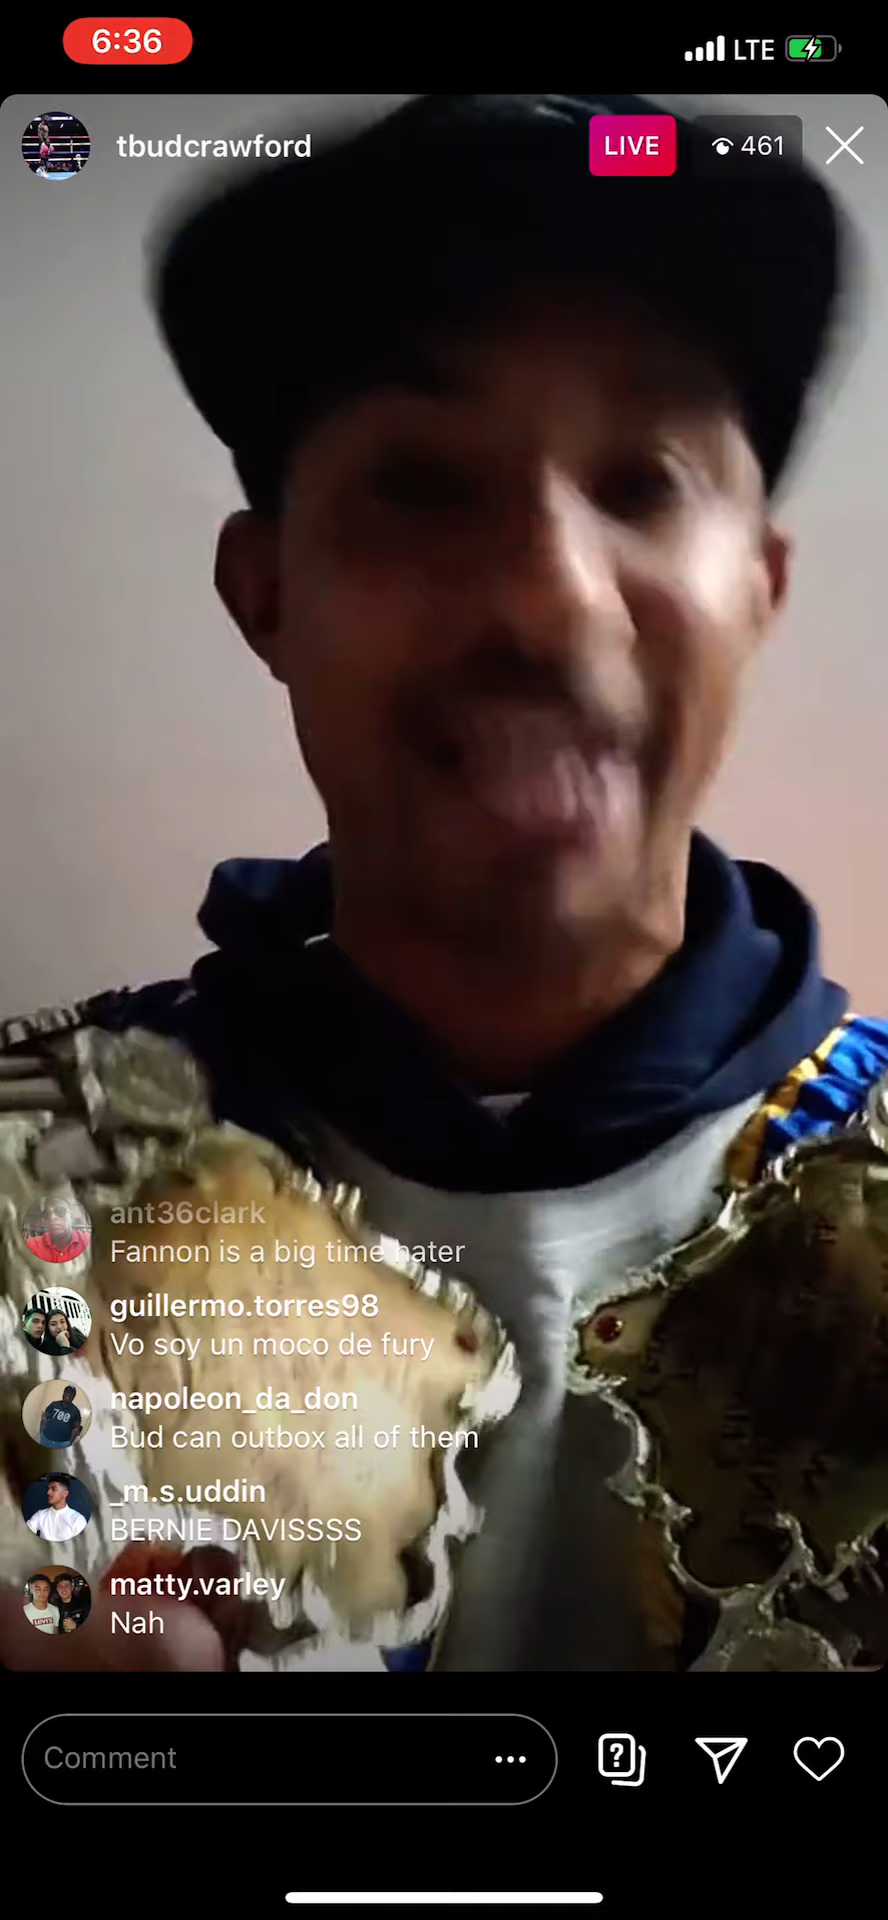 6:36
LTE
tbudcrawford
LIVE
461
ant36clark
Fannon is a big time hater
guillermo.torres98
Vo soy un moco de fury
napoleon_da_don
Bud can outbox all of them
_m.s.uddin
BERNIE DAVISSSS
matty.varley
Nah
Comment